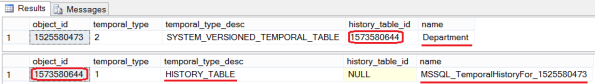 Results Messages
object_id temporal_type temporal_type_desc history_table_id name
1 1525580473 2 SYSTEM_VERSIONED_TEMPORAL_TABLE 1573580644 Department
object_id temporal_type temporal_type_desc history_table_id name
1 1573580644 1 HISTORY_TABLE NULL MSSQL_TemporalHistoryFor_1525580473